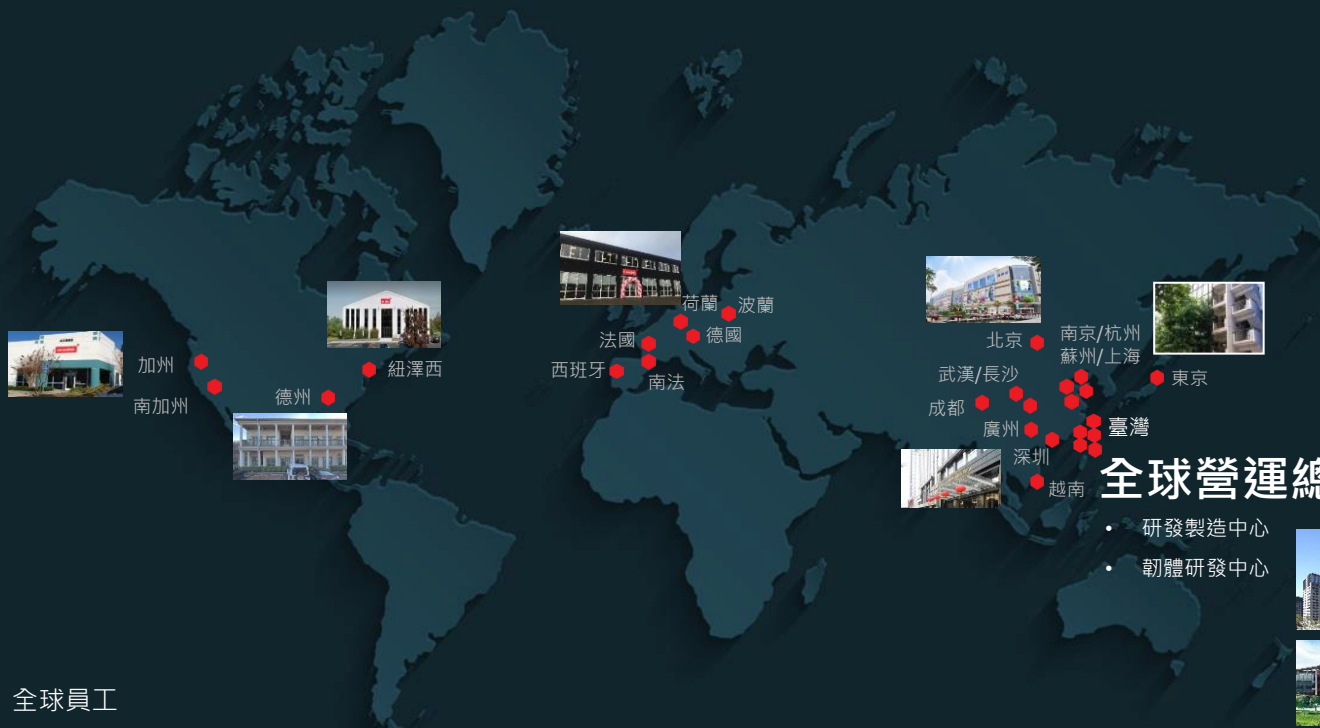 荷蘭
波蘭
法國
德國
西班牙
南法
加州
南加州
德州
紐澤西
北京
南京/杭州
蘇州/上海
東京
武漢/長沙
成都
廣州
臺灣
深圳
越南
全球營運總
• 研發製造中心
• 韌體研發中心
全球員工